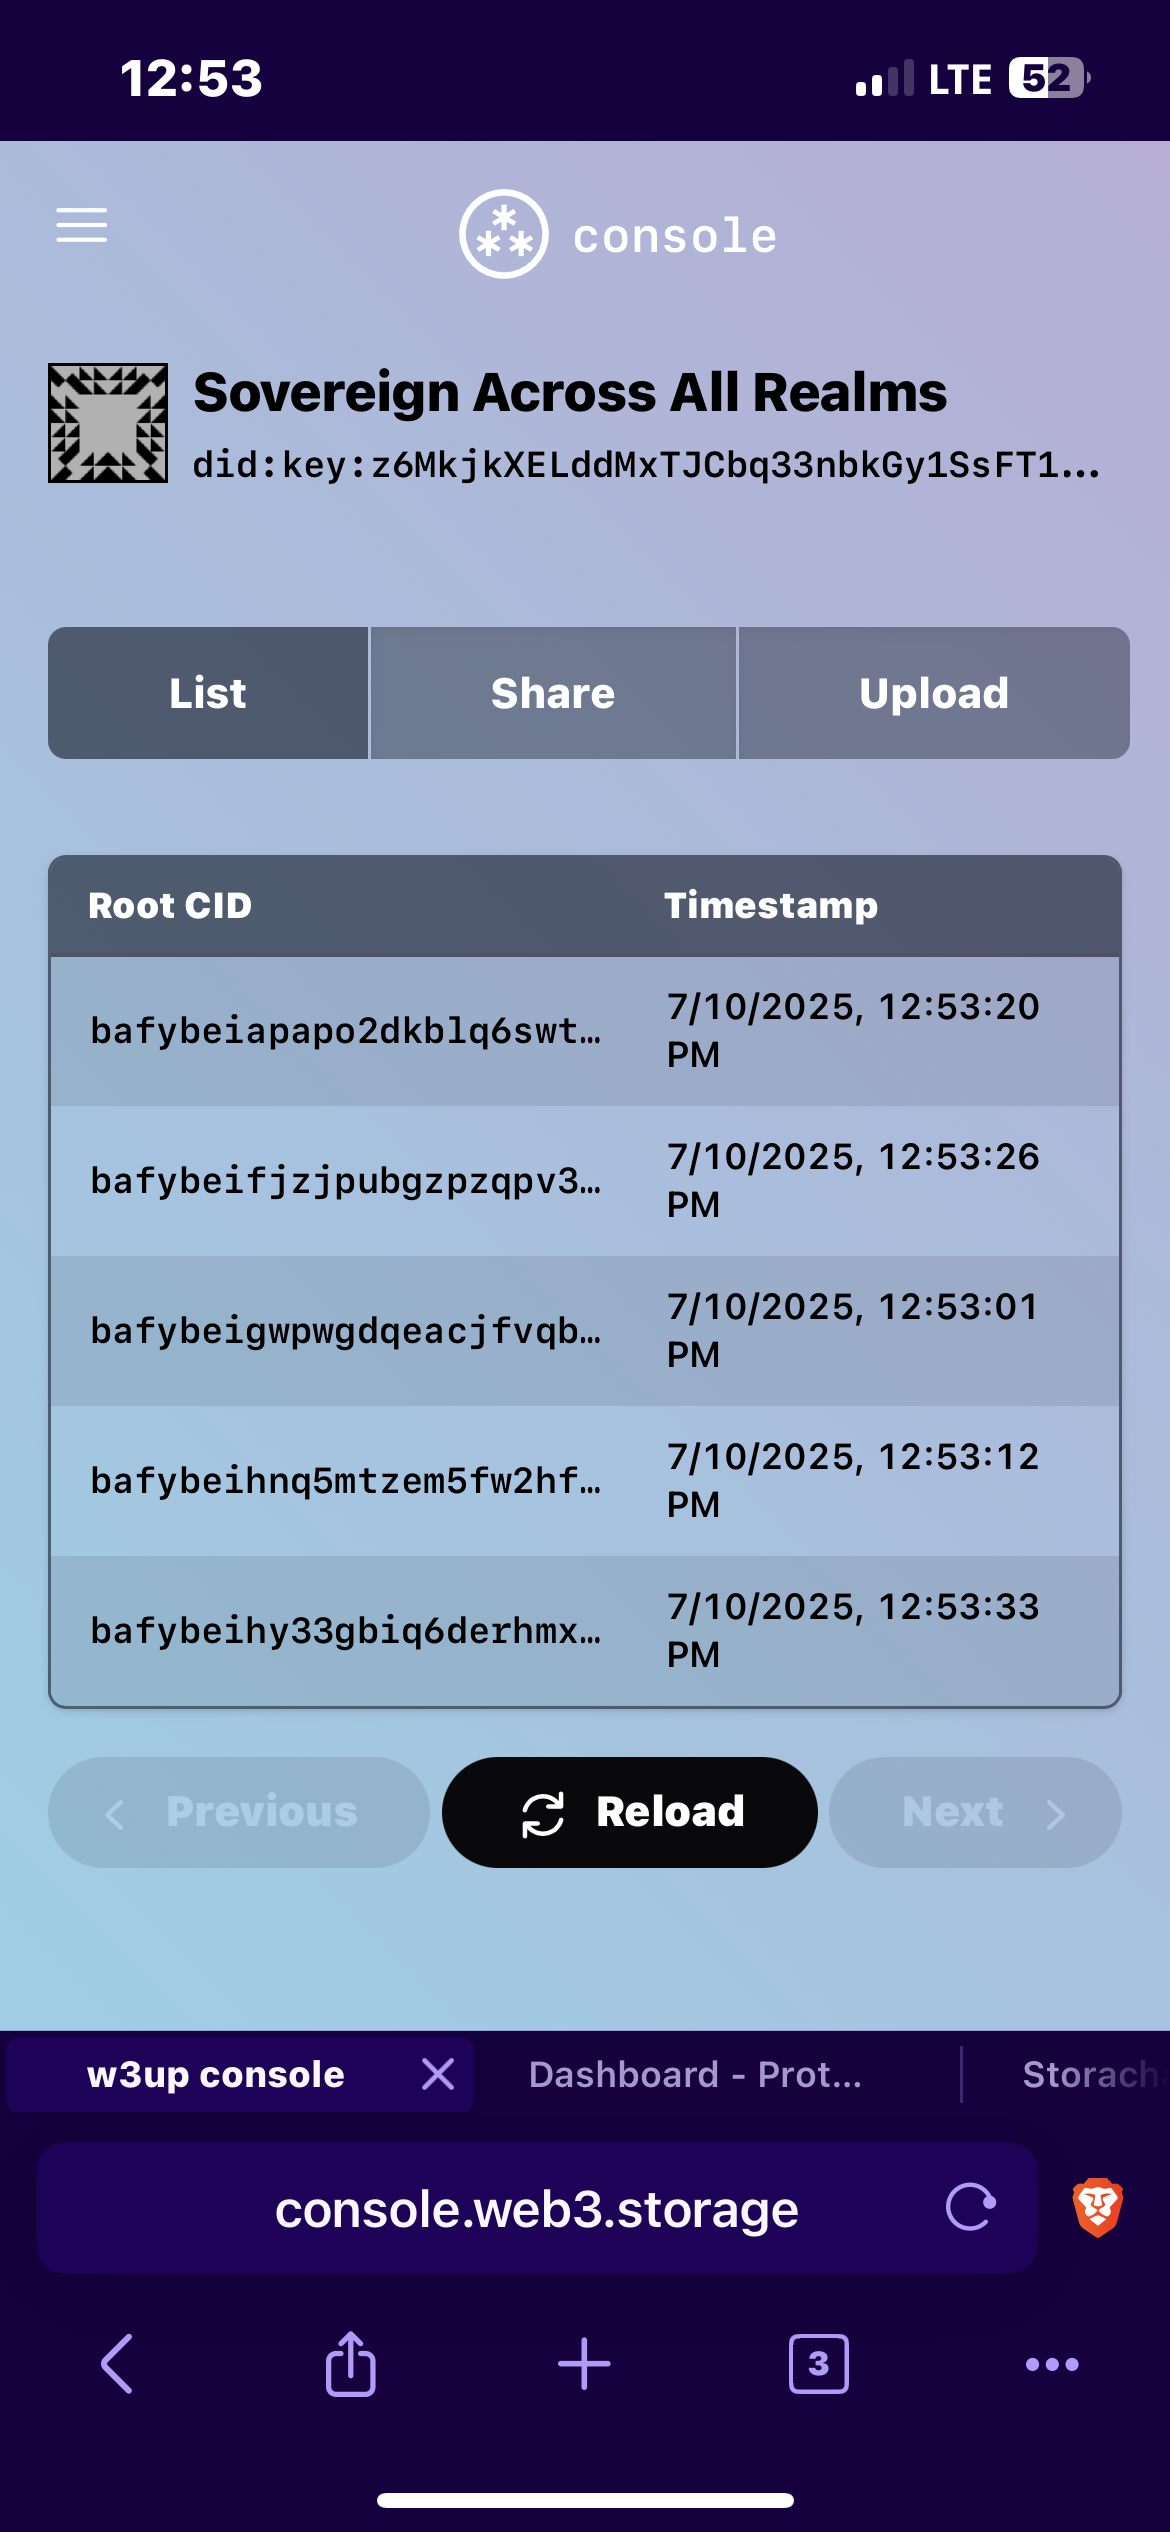 12:53
LTE 52
console
Sovereign Across All Realms
did:key:z6MkjkXELddMxTJCbq33nbkGy1SsFT1...
List Share Upload
Root CID Timestamp
bafybeiapapo2dkblq6swt… 7/10/2025, 12:53:20 PM
bafybeifjzjpubgzpzqpv3… 7/10/2025, 12:53:26 PM
bafybeigwpwgdqeacjfvqb… 7/10/2025, 12:53:01 PM
bafybeihnq5mtzem5fw2hf… 7/10/2025, 12:53:12 PM
bafybeihy33gbiq6derhmx… 7/10/2025, 12:53:33 PM
Previous Reload Next
w3up console Dashboard - Prot... Storach
console.web3.storage
3